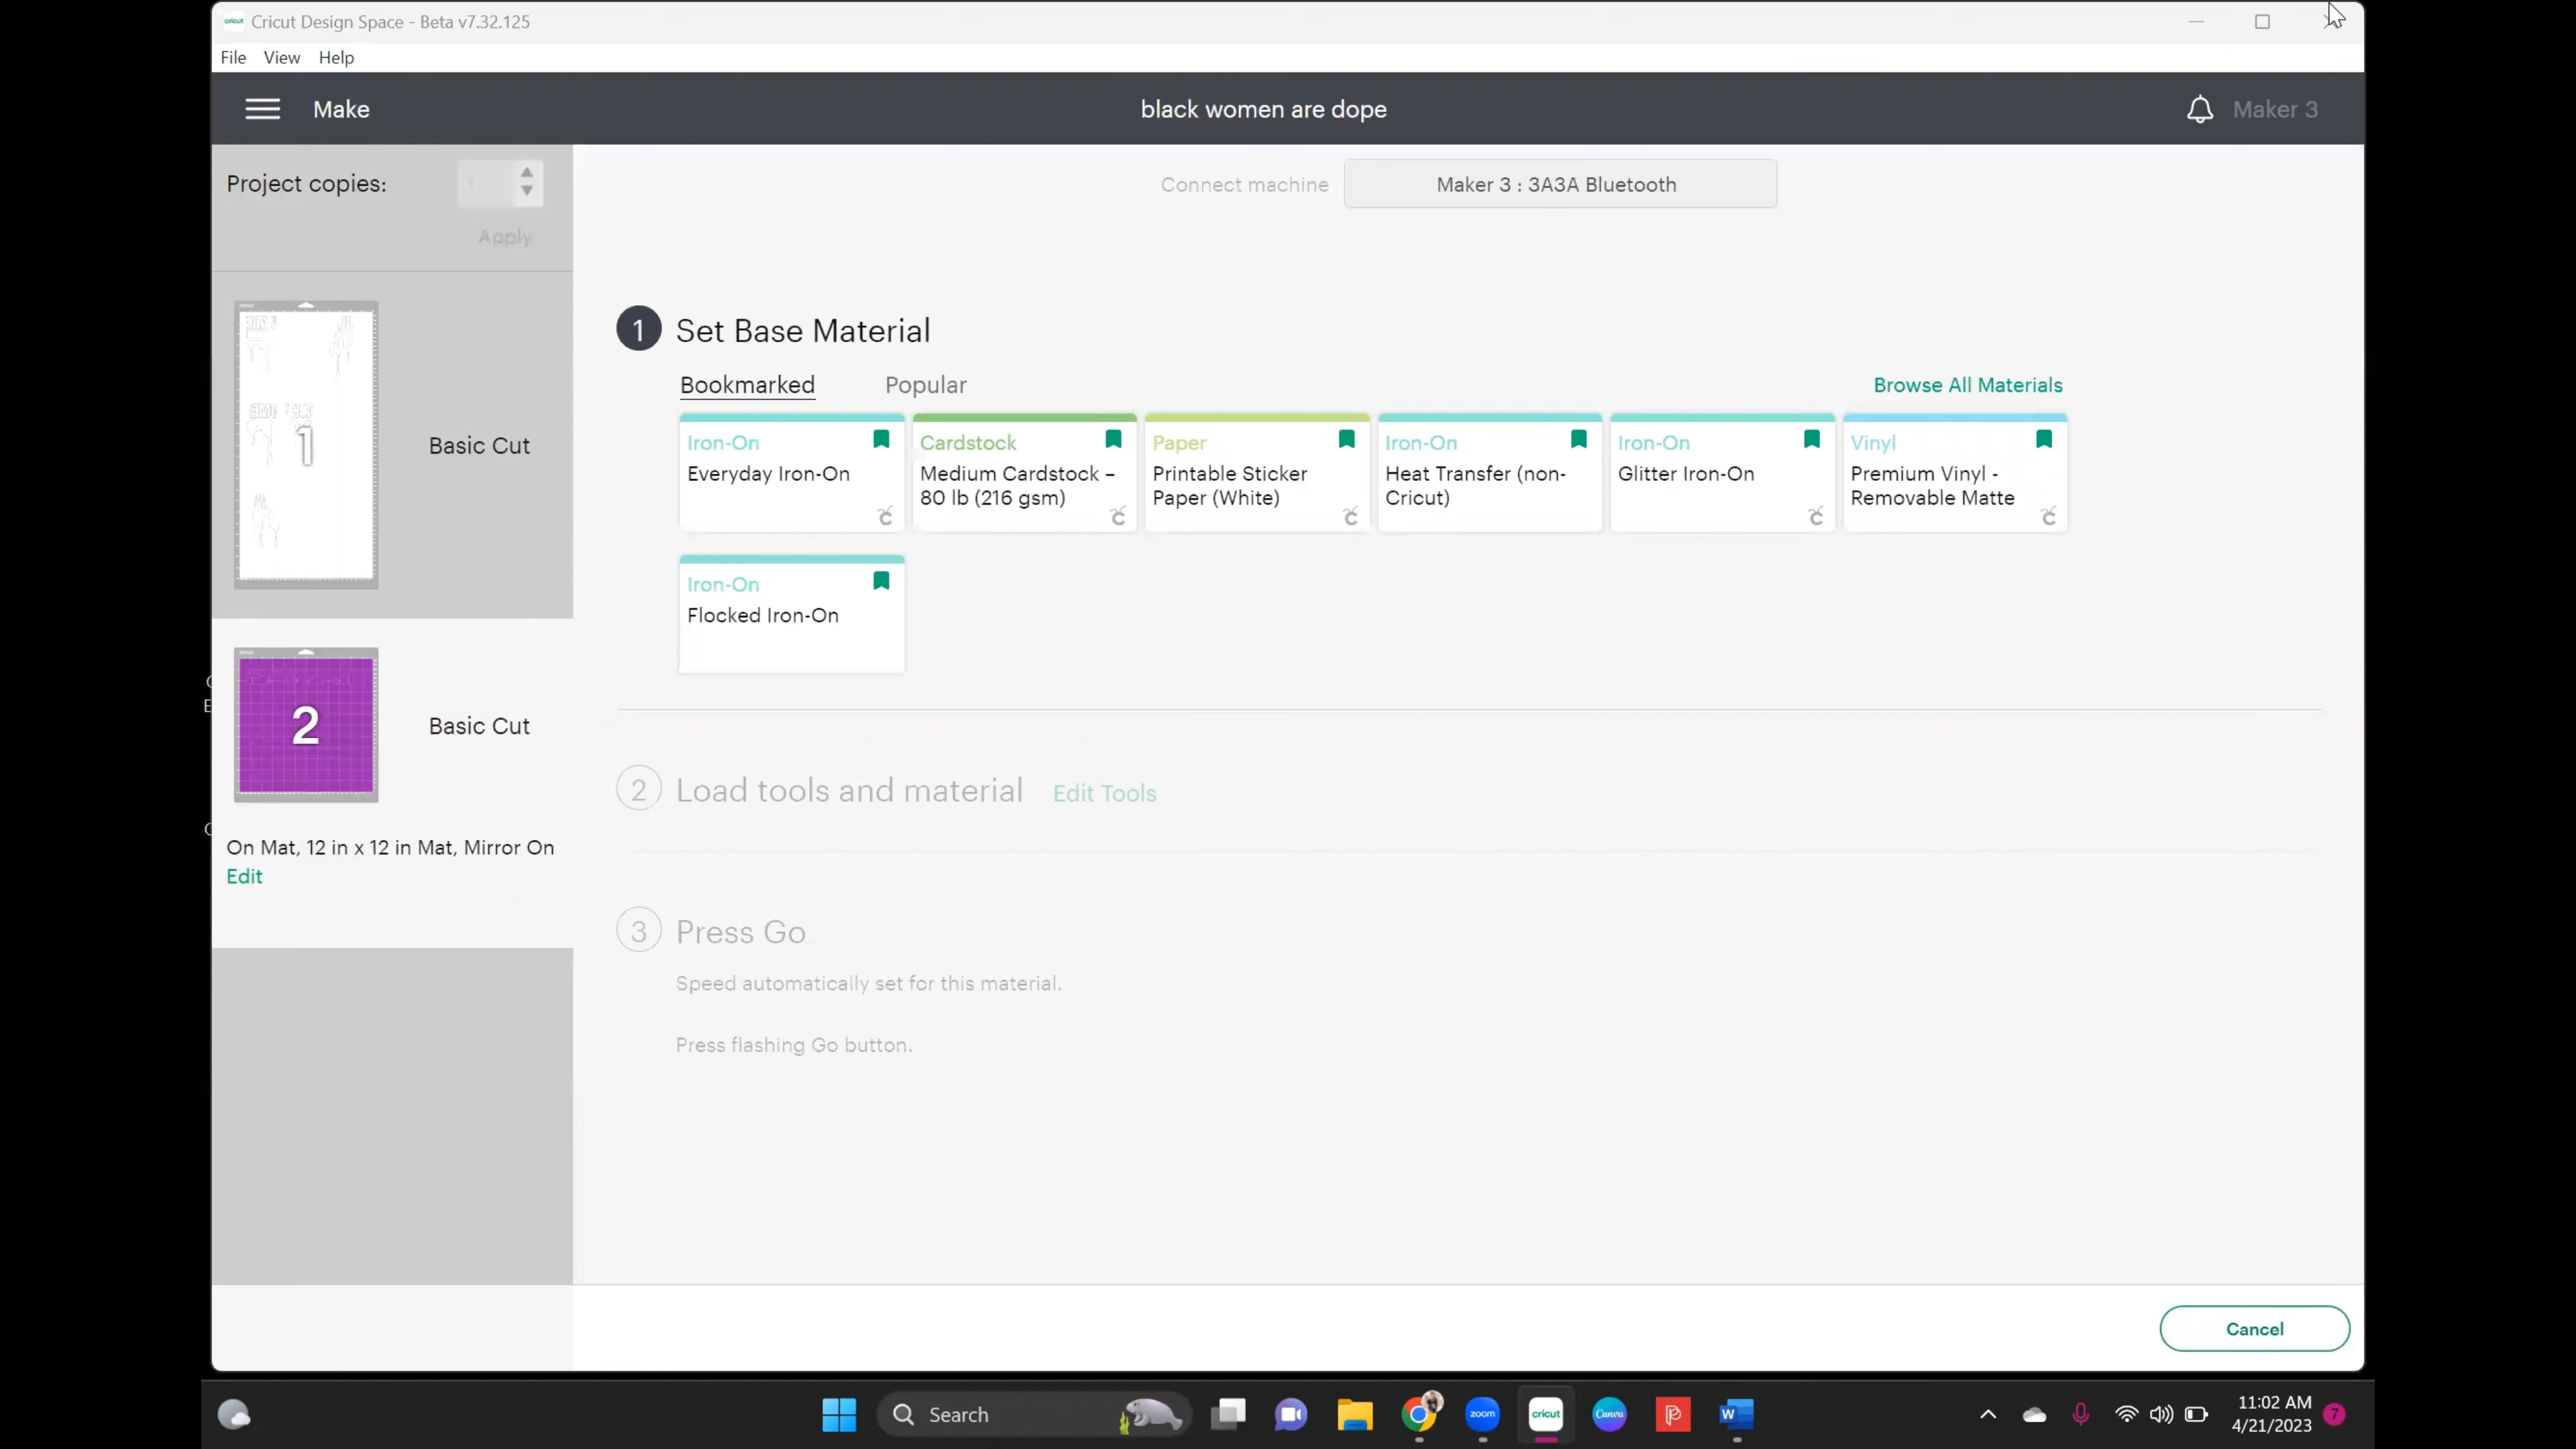 cricut Cricut Design Space - Beta v7.32.125
File View Help
Make black women are dope Maker 3
Project copies: 1
Connect machine Maker 3 : 3A3A Bluetooth
Apply
1 Set Base Material
Bookmarked Popular Browse All Materials
Iron-On
Everyday Iron-On
Cardstock
Medium Cardstock –
80 lb (216 gsm)
Paper
Printable Sticker
Paper (White)
Iron-On
Heat Transfer (non-
Cricut)
Iron-On
Glitter Iron-On
Vinyl
Premium Vinyl -
Removable Matte
Iron-On
Flocked Iron-On
1 Basic Cut
2 Basic Cut
On Mat, 12 in x 12 in Mat, Mirror On
Edit
2 Load tools and material Edit Tools
3 Press Go
Speed automatically set for this material.
Press flashing Go button.
Cancel
Search
zoom
cricut
Canva
W
11:02 AM
4/21/2023
7